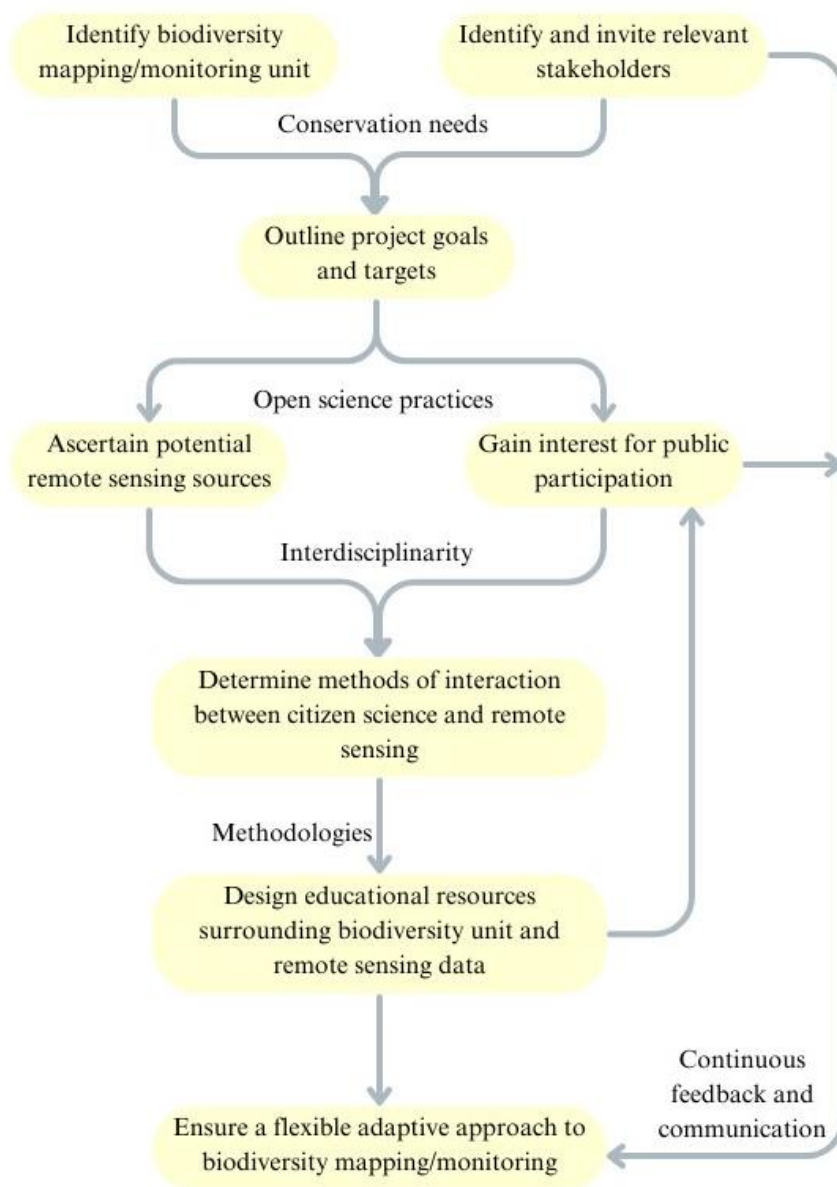 Identify biodiversity
mapping/monitoring unit
Identify and invite relevant
stakeholders
Conservation needs
Outline project goals
and targets
Open science practices
Ascertain potential
remote sensing sources
Gain interest for public
participation
Interdisciplinarity
Determine methods of interaction
between citizen science and remote
sensing
Methodologies
Design educational resources
surrounding biodiversity unit and
remote sensing data
Continuous
feedback and
communication
Ensure a flexible adaptive approach to
biodiversity mapping/monitoring